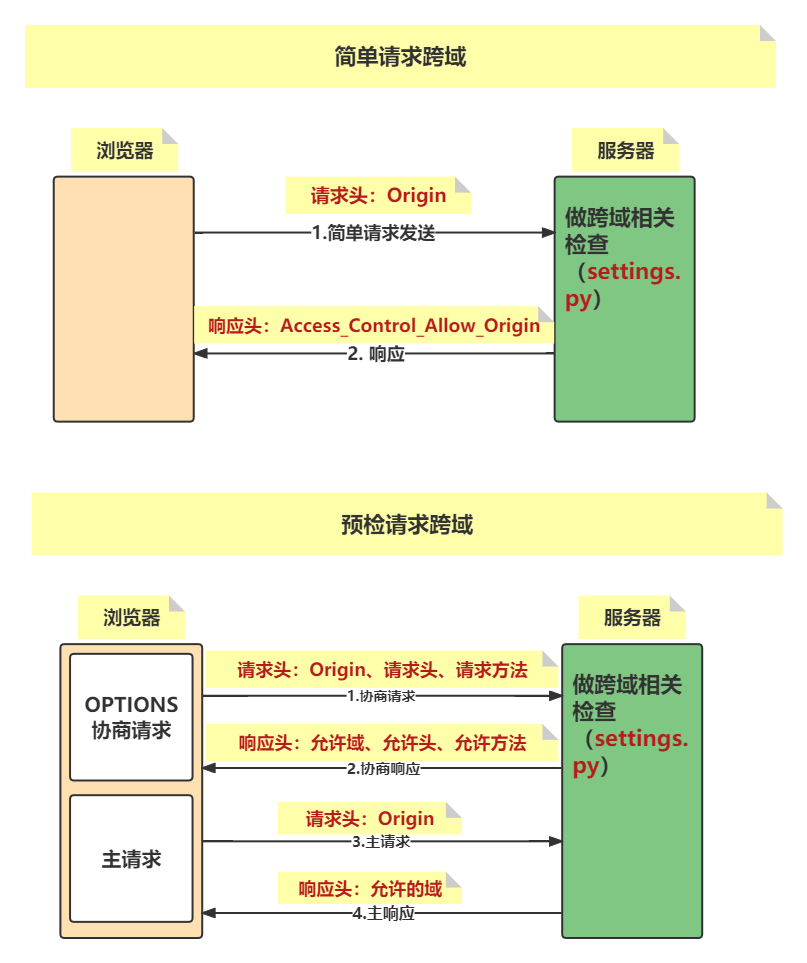 简单请求跨域
浏览器
服务器
请求头：Origin
1.简单请求发送
做跨域相关
检查
（settings.
py）
响应头：Access_Control_Allow_Origin
2. 响应
预检请求跨域
浏览器
服务器
OPTIONS
协商请求
请求头：Origin、请求头、请求方法
1.协商请求
做跨域相关
检查
（settings.
py）
响应头：允许域、允许头、允许方法
2.协商响应
主请求
请求头：Origin
3.主请求
响应头：允许的域
4.主响应